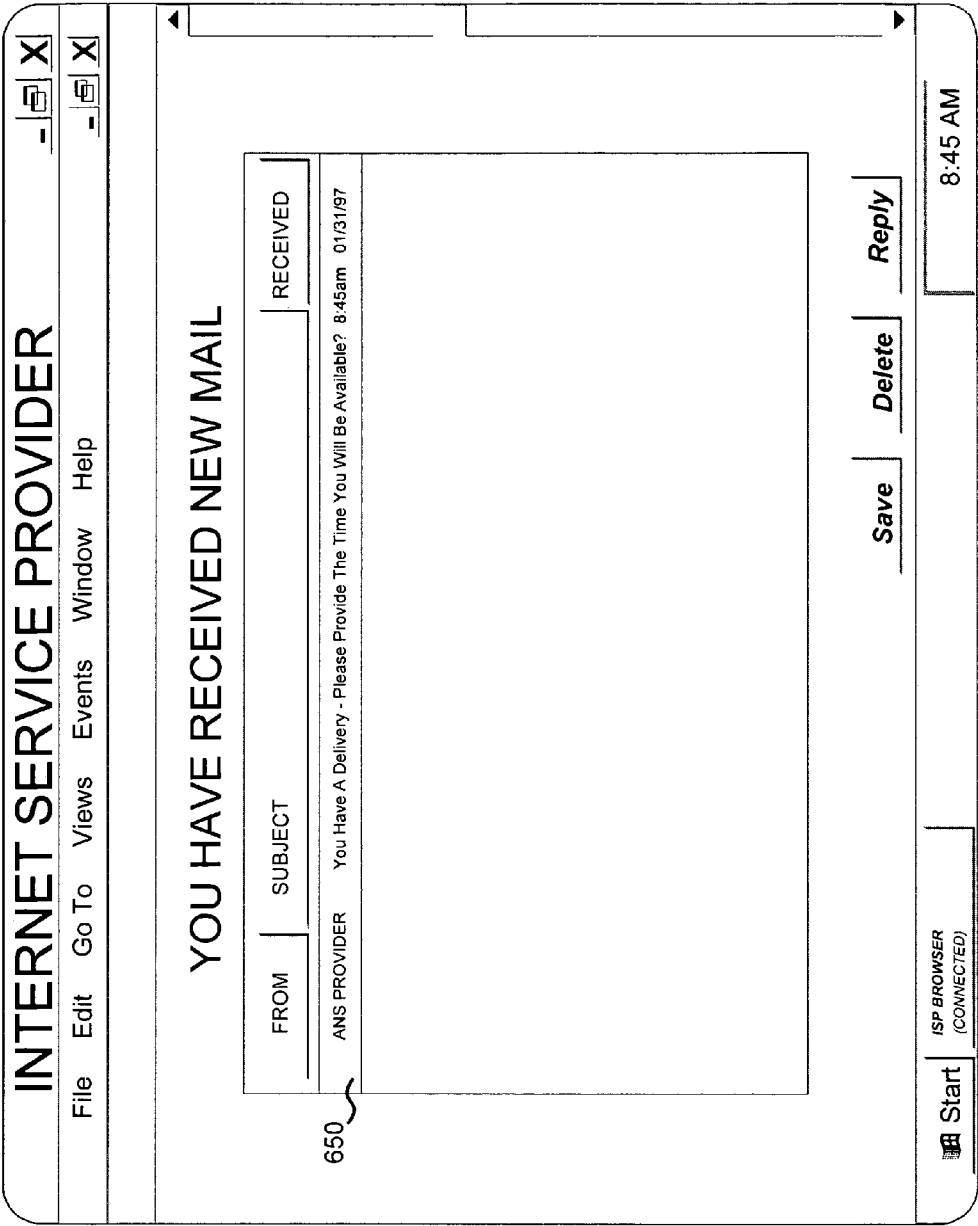 INTERNET SERVICE PROVIDER
X
File Edit Go To Views Events Window Help
X
YOU HAVE RECEIVED NEW MAIL
FROM SUBJECT RECEIVED
650
ANS PROVIDER You Have A Delivery - Please Provide The Time You Will Be Available? 8:45am 01/31/97
Save Delete Reply
Start
ISP BROWSER
(CONNECTED)
8:45 AM